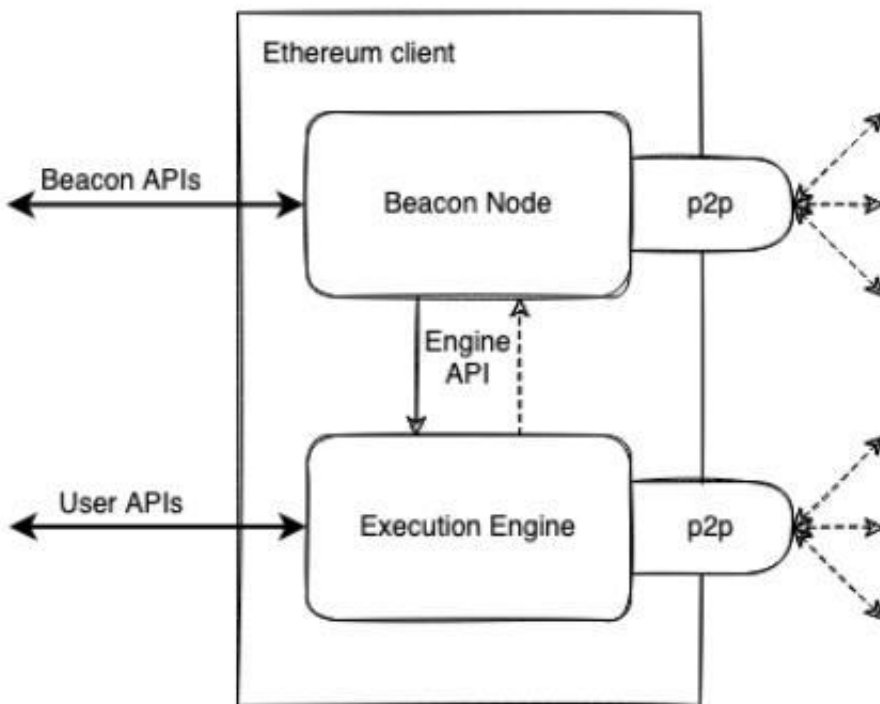 Ethereum client
Beacon APIs
Beacon Node
p2p
Engine
API
User APIs
Execution Engine
p2p